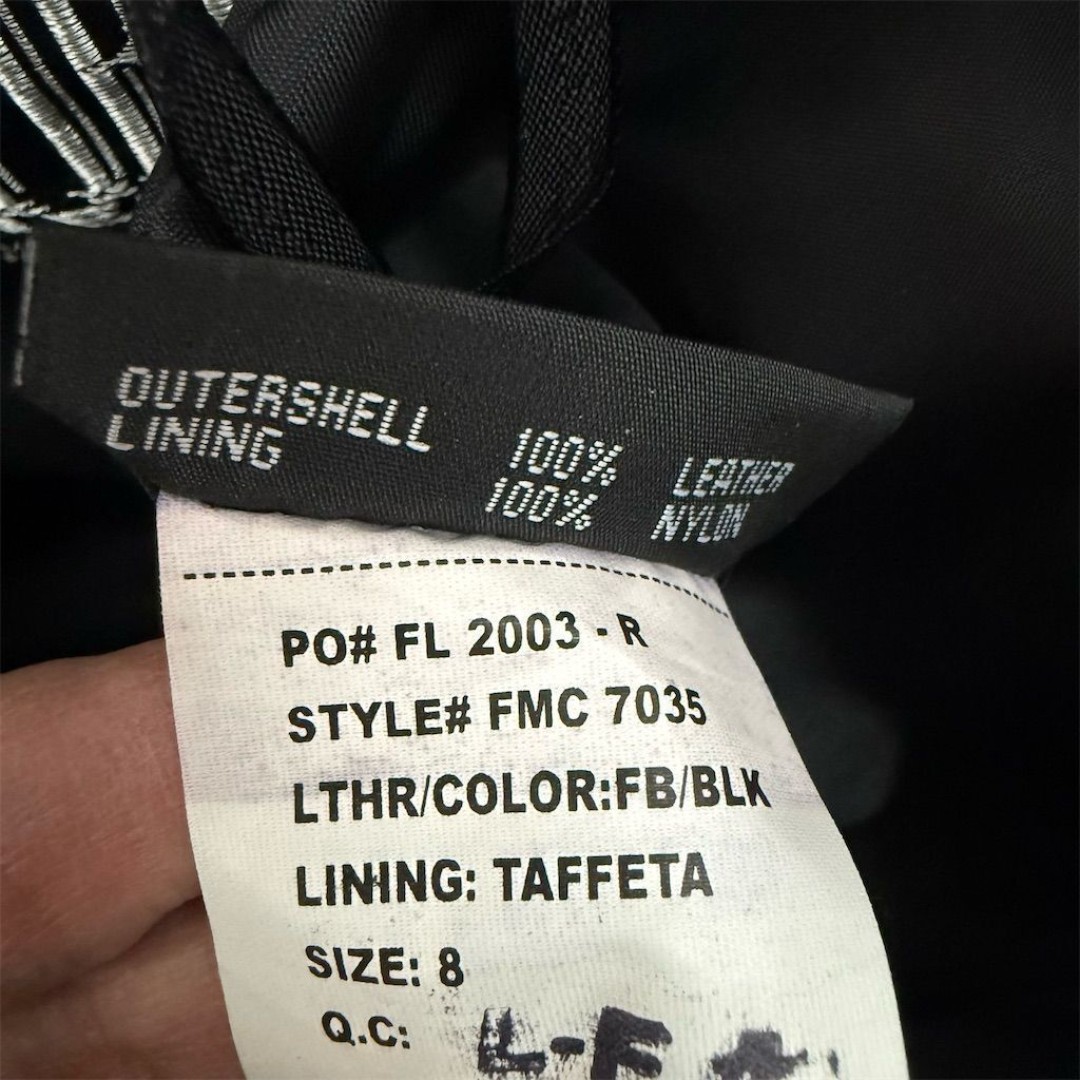 OUTERSHELL 100% LEATHER
LINING 100% NYLON
PO# FL 2003 - R
STYLE# FMC 7035
LTHR/COLOR:FB/BLK
LINING: TAFFETA
SIZE: 8
Q.C: L-F